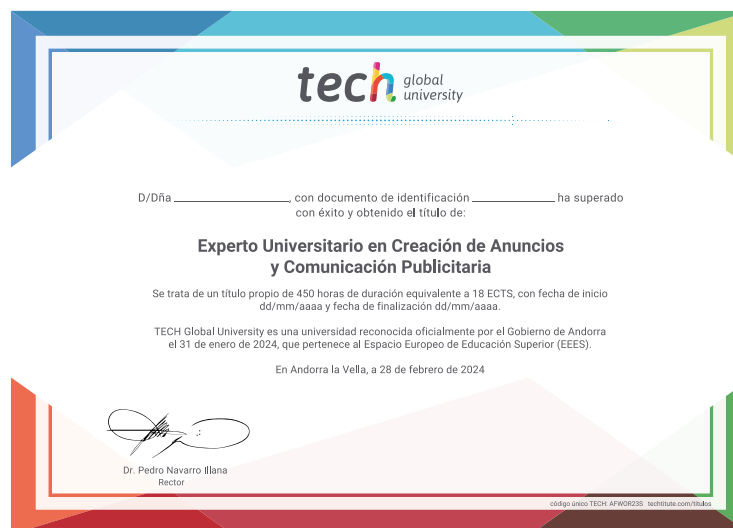 tech global university
D/Dña ____________, con documento de identificación ____________ ha superado
con éxito y obtenido el título de:
Experto Universitario en Creación de Anuncios
y Comunicación Publicitaria
Se trata de un título propio de 450 horas de duración equivalente a 18 ECTS, con fecha de inicio
dd/mm/aaaa y fecha de finalización dd/mm/aaaa.
TECH Global University es una universidad reconocida oficialmente por el Gobierno de Andorra
el 31 de enero de 2024, que pertenece al Espacio Europeo de Educación Superior (EEES).
En Andorra la Vella, a 28 de febrero de 2024
Dr. Pedro Navarro Illana
Rector
código único TECH: AFWOR23S techtitute.com/titulos